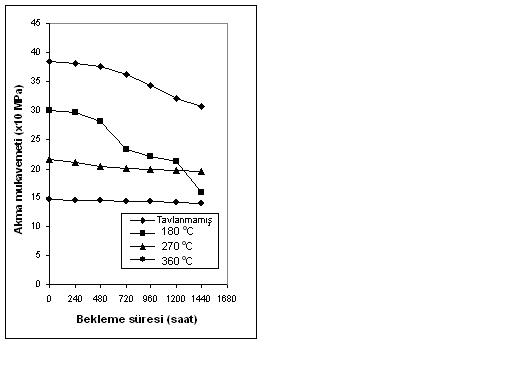 45
40
35
30
25
20
15
10
5
0
Akma mukavemeti (x10 MPa)
Tavlanmamış
180 °C
270 °C
360 °C
0 240 480 720 960 1200 1440 1680
Bekleme süresi (saat)